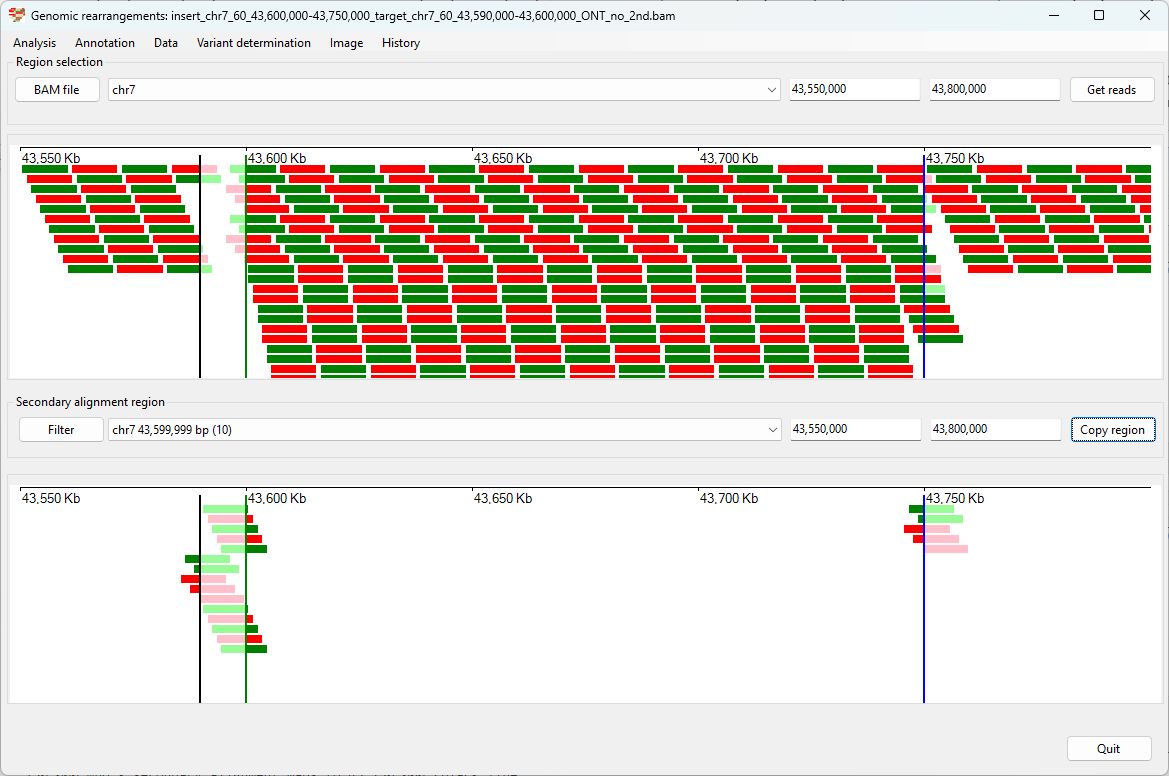 Genomic rearrangements: insert_chr7_60_43,600,000-43,750,000_target_chr7_60_43,590,000-43,600,000_ONT_no_2nd.bam
Analysis Annotation Data Variant determination Image History
Region selection
BAM file chr7 43,550,000 43,800,000 Get reads
43,550 Kb 43,600 Kb 43,650 Kb 43,700 Kb 43,750 Kb
Secondary alignment region
Filter chr7 43,599,999 bp (10) 43,550,000 43,800,000 Copy region
43,550 Kb 43,600 Kb 43,650 Kb 43,700 Kb 43,750 Kb
Quit